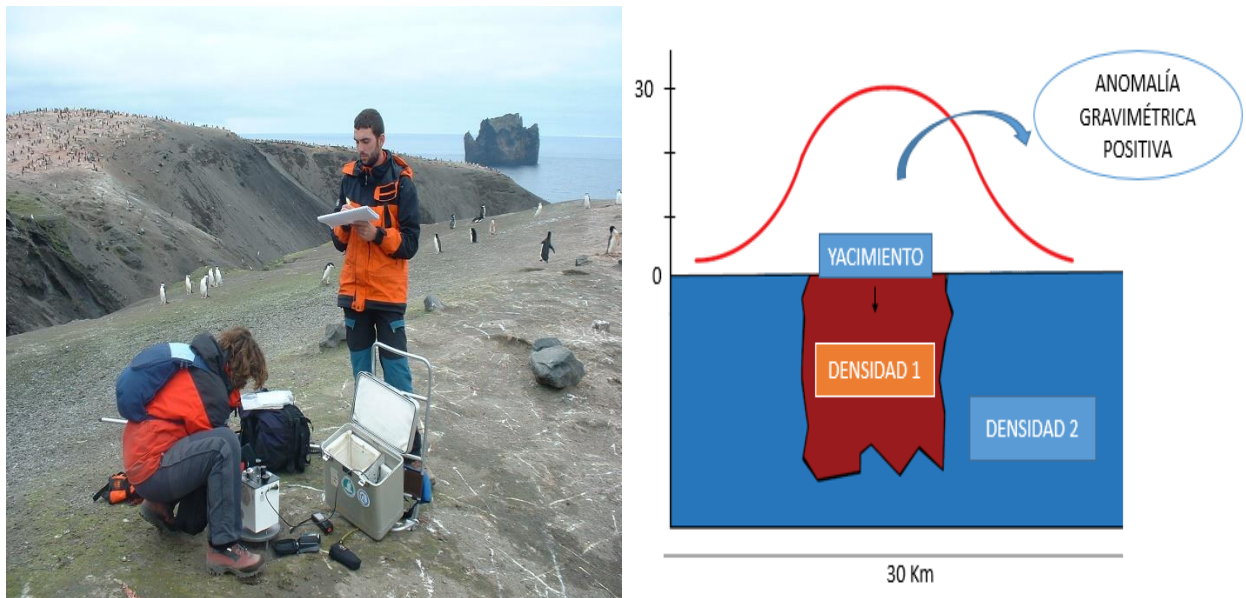 30
ANOMALÍA
GRAVIMÉTRICA
POSITIVA
YACIMIENTO
0
DENSIDAD 1
DENSIDAD 2
30 Km